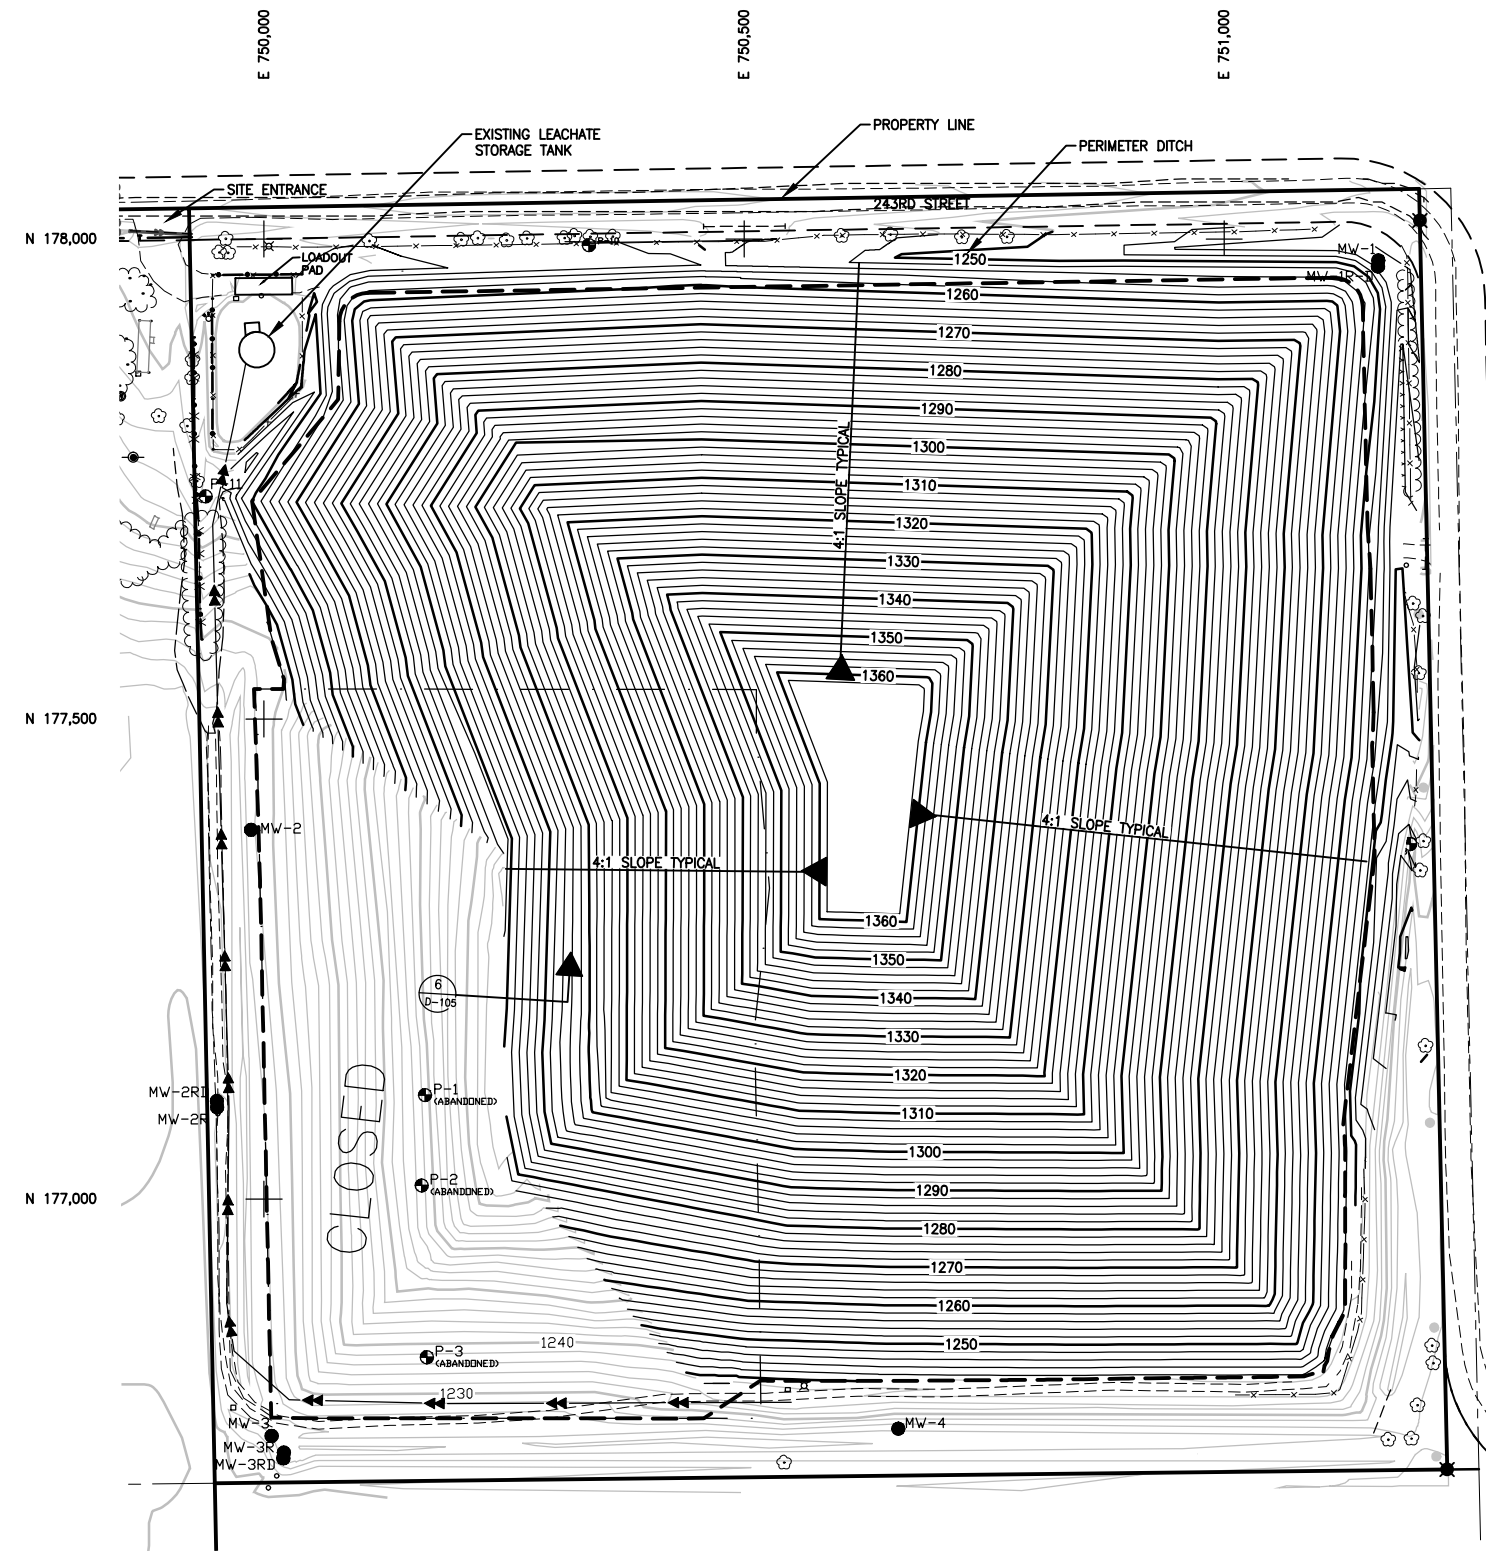 E 750,000
E 750,500
E 751,000
EXISTING LEACHATE
STORAGE TANK
PROPERTY LINE
PERIMETER DITCH
SITE ENTRANCE
243RD STREET
N 178,000
MW-1
LOADOUT
PAD
1250
MW-1R-D
1260
1270
1280
1290
1300
4:1 SLOPE TYPICAL
1310
1320
1330
1340
1350
1360
N 177,500
MW-2
4:1 SLOPE TYPICAL
4:1 SLOPE TYPICAL
1360
1350
6
D-105
1340
1330
1320
CLOSED
MW-2RD
MW-2R
P-1
(ABANDONED)
1310
1300
P-2
(ABANDONED)
1290
N 177,000
1280
1270
1260
1250
1240
P-3
(ABANDONED)
1230
MW-3
MW-4
MW-3R
MW-3RD